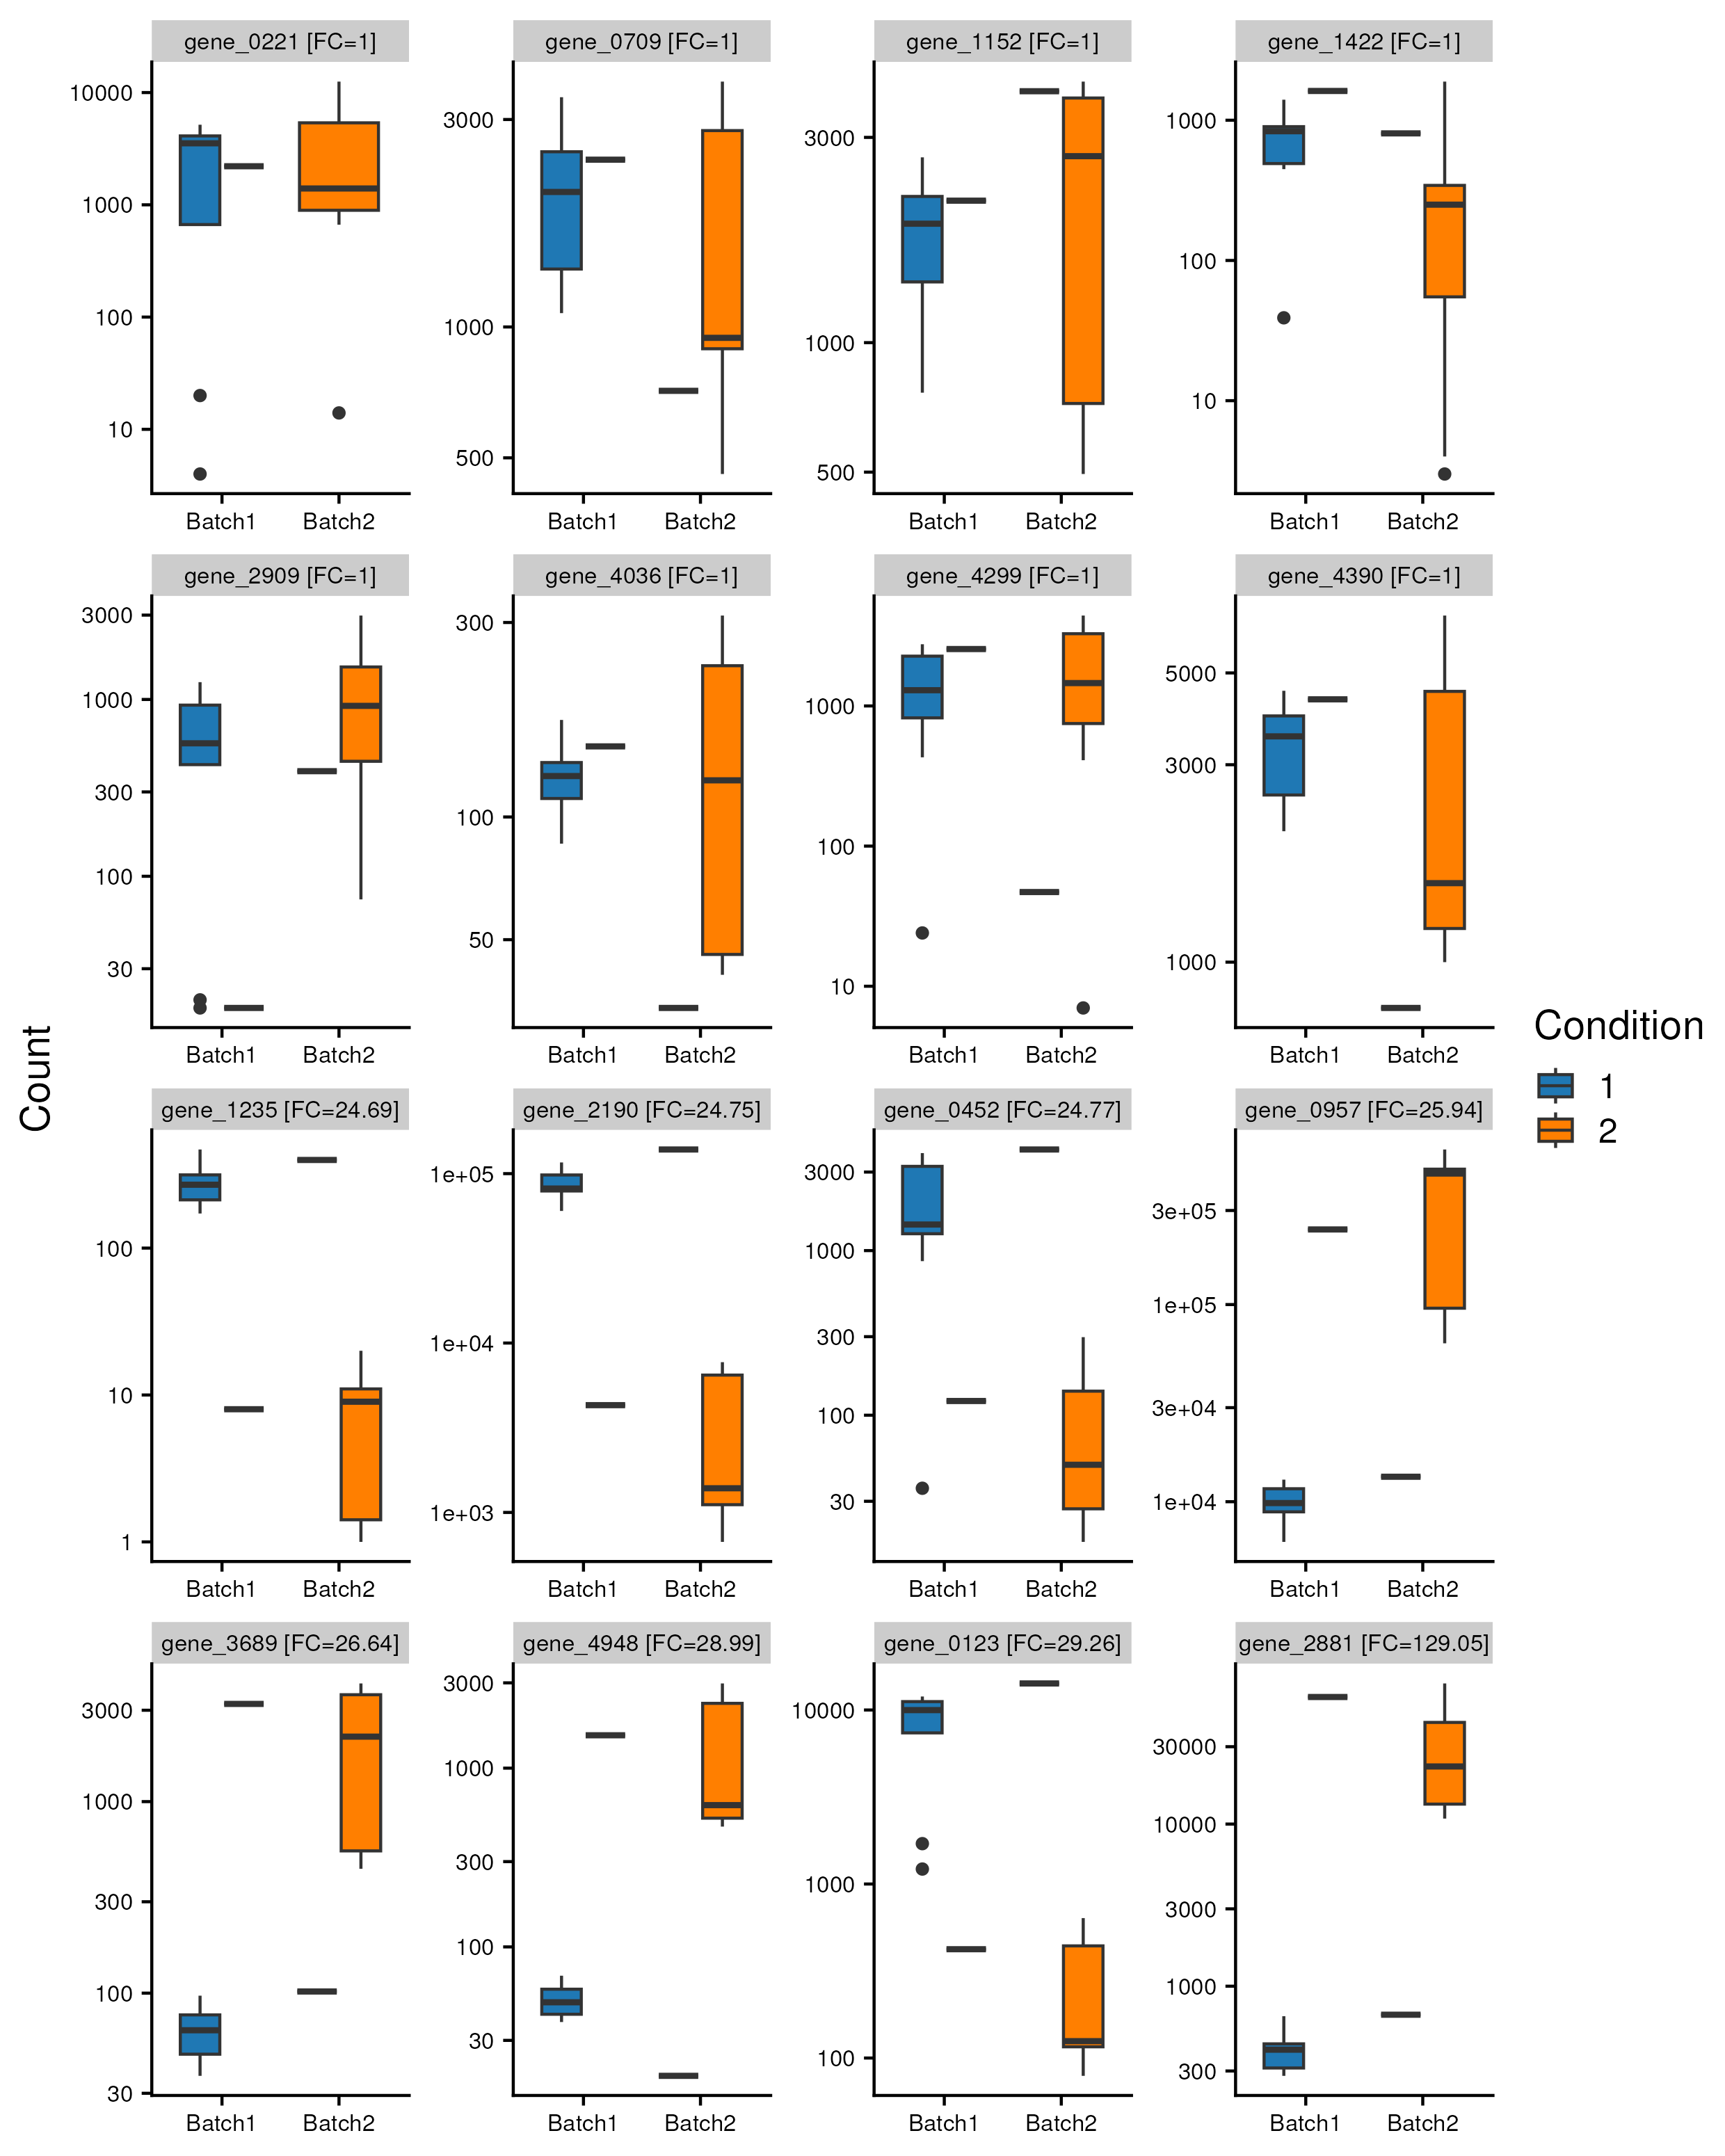 gene_0221 [FC=1]
gene_0709 [FC=1]
gene_1152 [FC=1]
gene_1422 [FC=1]
10000
1000
100
10
3000
1000
500
3000
1000
500
1000
100
10
Batch1 Batch2
Batch1 Batch2
Batch1 Batch2
Batch1 Batch2
gene_2909 [FC=1]
gene_4036 [FC=1]
gene_4299 [FC=1]
gene_4390 [FC=1]
3000
1000
300
100
30
300
100
50
1000
100
10
5000
3000
1000
Batch1 Batch2
Batch1 Batch2
Batch1 Batch2
Batch1 Batch2
Count
Condition
1
2
gene_1235 [FC=24.69]
gene_2190 [FC=24.75]
gene_0452 [FC=24.77]
gene_0957 [FC=25.94]
100
10
1
1e+05
1e+04
1e+03
3000
1000
300
100
30
3e+05
1e+05
3e+04
1e+04
Batch1 Batch2
Batch1 Batch2
Batch1 Batch2
Batch1 Batch2
gene_3689 [FC=26.64]
gene_4948 [FC=28.99]
gene_0123 [FC=29.26]
gene_2881 [FC=129.05]
3000
1000
300
100
30
3000
1000
300
100
30
10000
1000
100
30000
10000
3000
1000
300
Batch1 Batch2
Batch1 Batch2
Batch1 Batch2
Batch1 Batch2